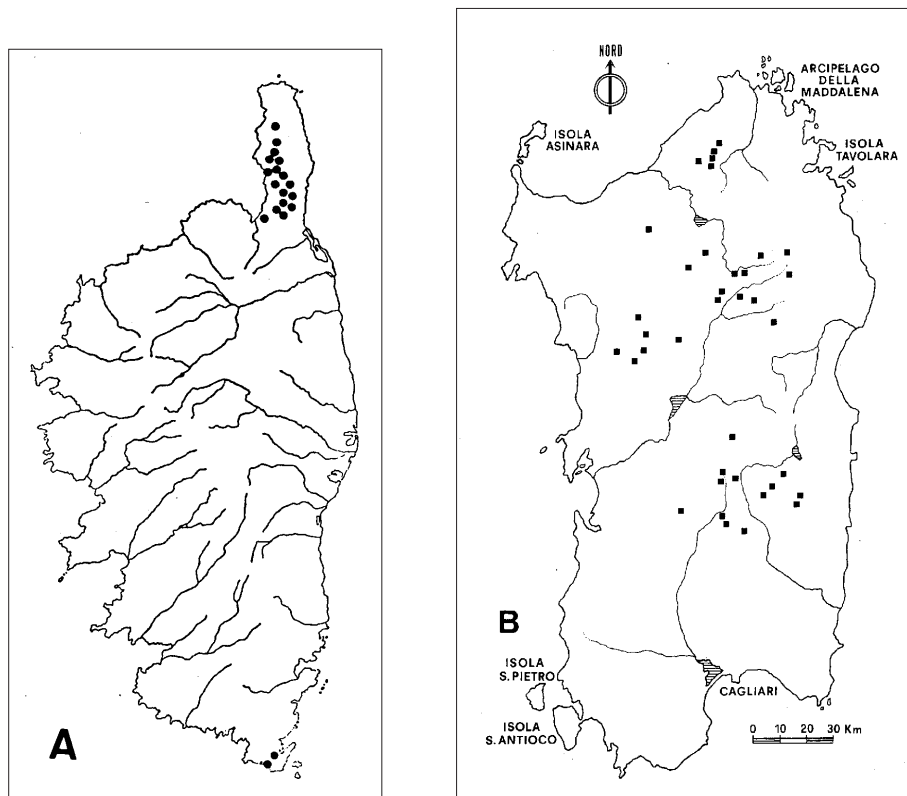 A
NORD
ARCIPELAGO
DELLA
MADDALENA
ISOLA
ASINARA
ISOLA
TAVOLARA
B
ISOLA
S. PIETRO
CAGLIARI
ISOLA
S. ANTIOCO
0 10 20 30 Km